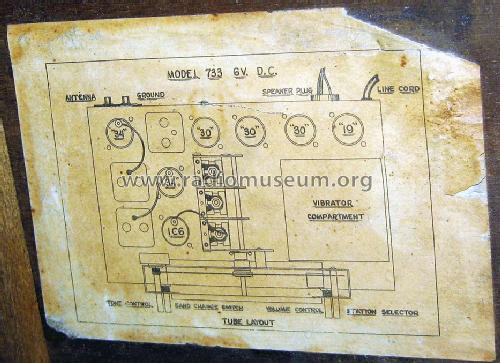 MODEL 733 6V. D.C.
ANTENNA
GROUND
SPEAKER PLUG
LINE CORD
"34"
"30"
"30"
"30"
"19"
"34"
www.radiomuseum.org
1C6
VIBRATOR
COMPARTMENT
TONE CONTROL
BAND CHANGE SWITCH
VOLUME CONTROL
STATION SELECTOR
TUBE LAYOUT